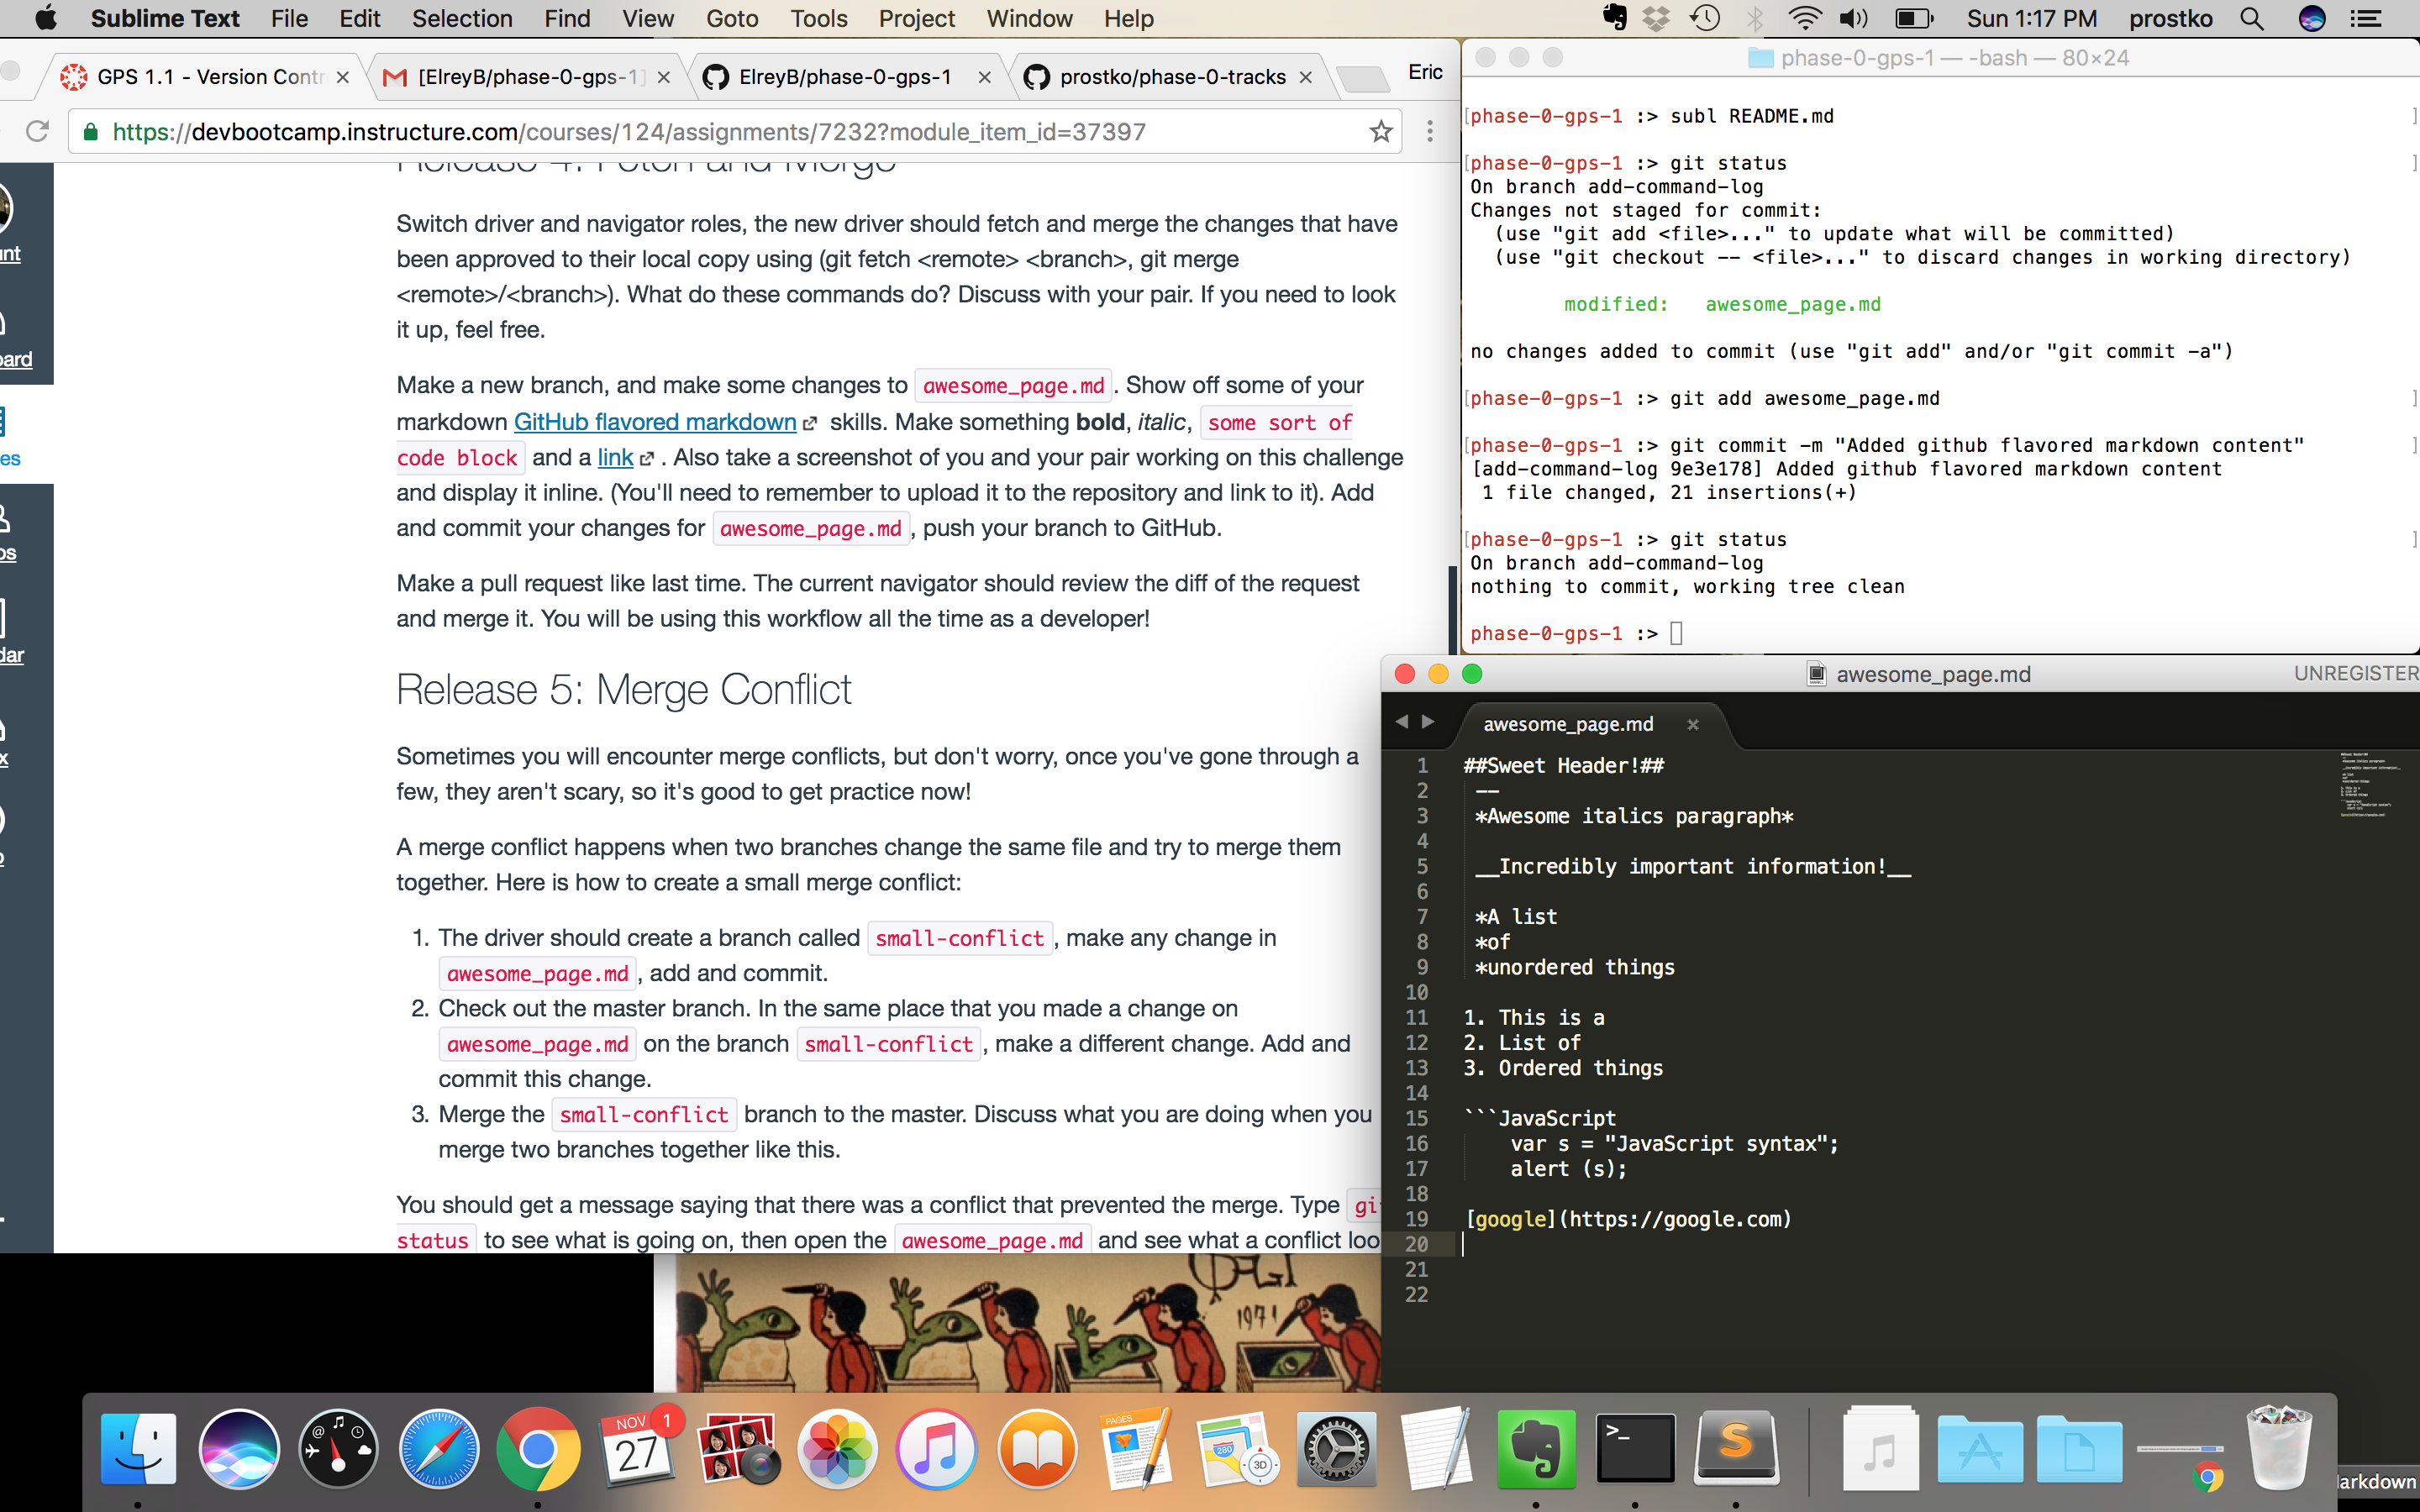 Sublime Text File Edit Selection Find View Goto Tools Project Window Help Sun 1:17 PM prostko
GPS 1.1 - Version Contr [ElreyB/phase-0-gps-1] ElreyB/phase-0-gps-1 prostko/phase-0-tracks Eric
https://devbootcamp.instructure.com/courses/124/assignments/7232?module_item_id=37397
unt
oard
es
os
dar
x
Release 4: Fetch and Merge
Switch driver and navigator roles, the new driver should fetch and merge the changes that have
been approved to their local copy using (git fetch <remote> <branch>, git merge
<remote>/<branch>). What do these commands do? Discuss with your pair. If you need to look
it up, feel free.
Make a new branch, and make some changes to awesome_page.md . Show off some of your
markdown GitHub flavored markdown skills. Make something bold, italic, some sort of
code block and a link . Also take a screenshot of you and your pair working on this challenge
and display it inline. (You'll need to remember to upload it to the repository and link to it). Add
and commit your changes for awesome_page.md , push your branch to GitHub.
Make a pull request like last time. The current navigator should review the diff of the request
and merge it. You will be using this workflow all the time as a developer!
Release 5: Merge Conflict
Sometimes you will encounter merge conflicts, but don't worry, once you've gone through a
few, they aren't scary, so it's good to get practice now!
A merge conflict happens when two branches change the same file and try to merge them
together. Here is how to create a small merge conflict:
1. The driver should create a branch called small-conflict , make any change in
awesome_page.md , add and commit.
2. Check out the master branch. In the same place that you made a change on
awesome_page.md on the branch small-conflict , make a different change. Add and
commit this change.
3. Merge the small-conflict branch to the master. Discuss what you are doing when you
merge two branches together like this.
You should get a message saying that there was a conflict that prevented the merge. Type gi
status to see what is going on, then open the awesome_page.md and see what a conflict loo
phase-0-gps-1 — -bash — 80×24
[phase-0-gps-1 :> subl README.md ]
[phase-0-gps-1 :> git status ]
On branch add-command-log
Changes not staged for commit:
(use "git add <file>..." to update what will be committed)
(use "git checkout -- <file>..." to discard changes in working directory)
modified: awesome_page.md
no changes added to commit (use "git add" and/or "git commit -a")
[phase-0-gps-1 :> git add awesome_page.md ]
[phase-0-gps-1 :> git commit -m "Added github flavored markdown content" ]
[add-command-log 9e3e178] Added github flavored markdown content
1 file changed, 21 insertions(+)
[phase-0-gps-1 :> git status ]
On branch add-command-log
nothing to commit, working tree clean
phase-0-gps-1 :>
awesome_page.md UNREGISTER
awesome_page.md
1 ##Sweet Header!##
2 --
3 *Awesome italics paragraph*
4
5 __Incredibly important information!__
6
7 *A list
8 *of
9 *unordered things
10
11 1. This is a
12 2. List of
13 3. Ordered things
14
15 ```JavaScript
16 var s = "JavaScript syntax";
17 alert (s);
18
19 [google](https://google.com)
20
21
22
1971
NOV 1
27
PAGES
280
3D
arkdown